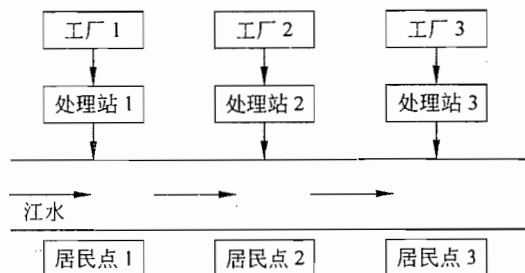 工厂 1 工厂 2 工厂 3
处理站 1 处理站 2 处理站 3
江水
居民点 1 居民点 2 居民点 3